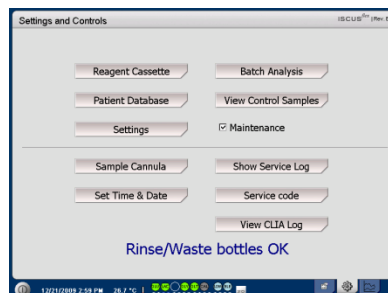 Settings and Controls
ISCUS flex | Rev.
Reagent Cassette
Batch Analysis
Patient Database
View Control Samples
Settings
Maintenance
Sample Cannula
Show Service Log
Set Time & Date
Service code
View CLIA Log
Rinse/Waste bottles OK
12/21/2009 2:59 PM 26.7 °C